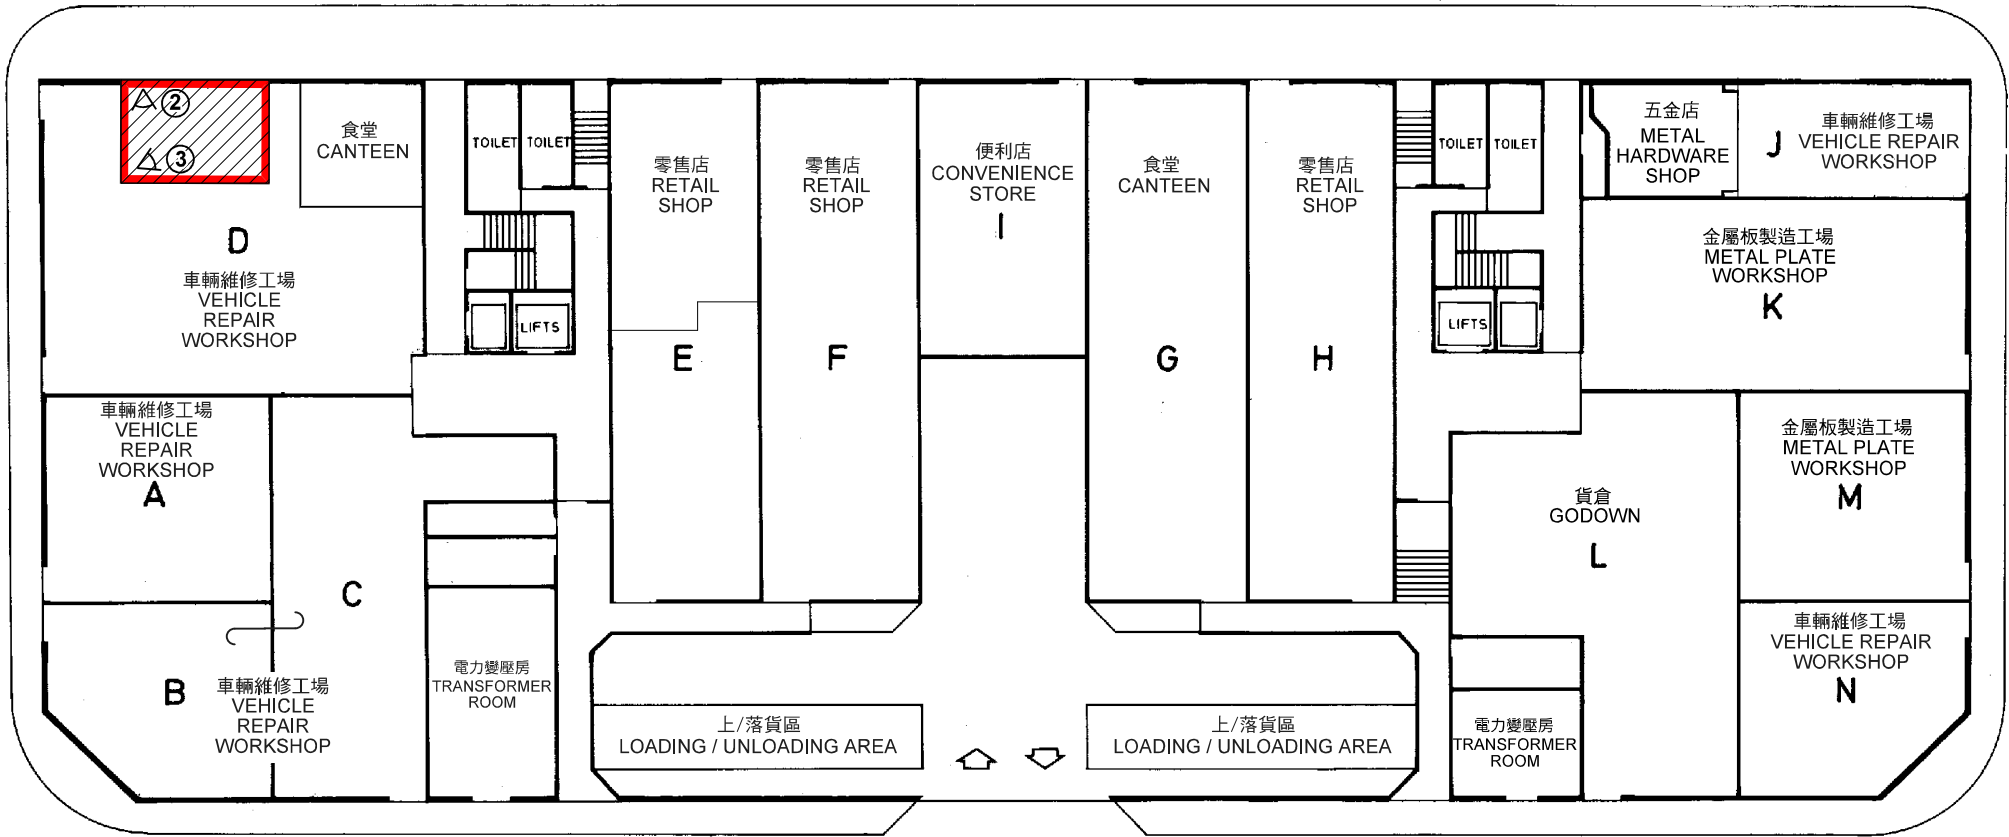 ②
③
食堂
CANTEEN
D
車輛維修工場
VEHICLE
REPAIR
WORKSHOP
車輛維修工場
VEHICLE
REPAIR
WORKSHOP
A
C
B
車輛維修工場
VEHICLE
REPAIR
WORKSHOP
電力變壓房
TRANSFORMER
ROOM
TOILET
TOILET
LIFTS
零售店
RETAIL
SHOP
E
零售店
RETAIL
SHOP
F
便利店
CONVENIENCE
STORE
I
食堂
CANTEEN
G
零售店
RETAIL
SHOP
H
上/落貨區
LOADING / UNLOADING AREA
上/落貨區
LOADING / UNLOADING AREA
TOILET
TOILET
LIFTS
五金店
METAL
HARDWARE
SHOP
J
車輛維修工場
VEHICLE REPAIR
WORKSHOP
金屬板製造工場
METAL PLATE
WORKSHOP
K
金屬板製造工場
METAL PLATE
WORKSHOP
M
貨倉
GODOWN
L
車輛維修工場
VEHICLE REPAIR
WORKSHOP
N
電力變壓房
TRANSFORMER
ROOM